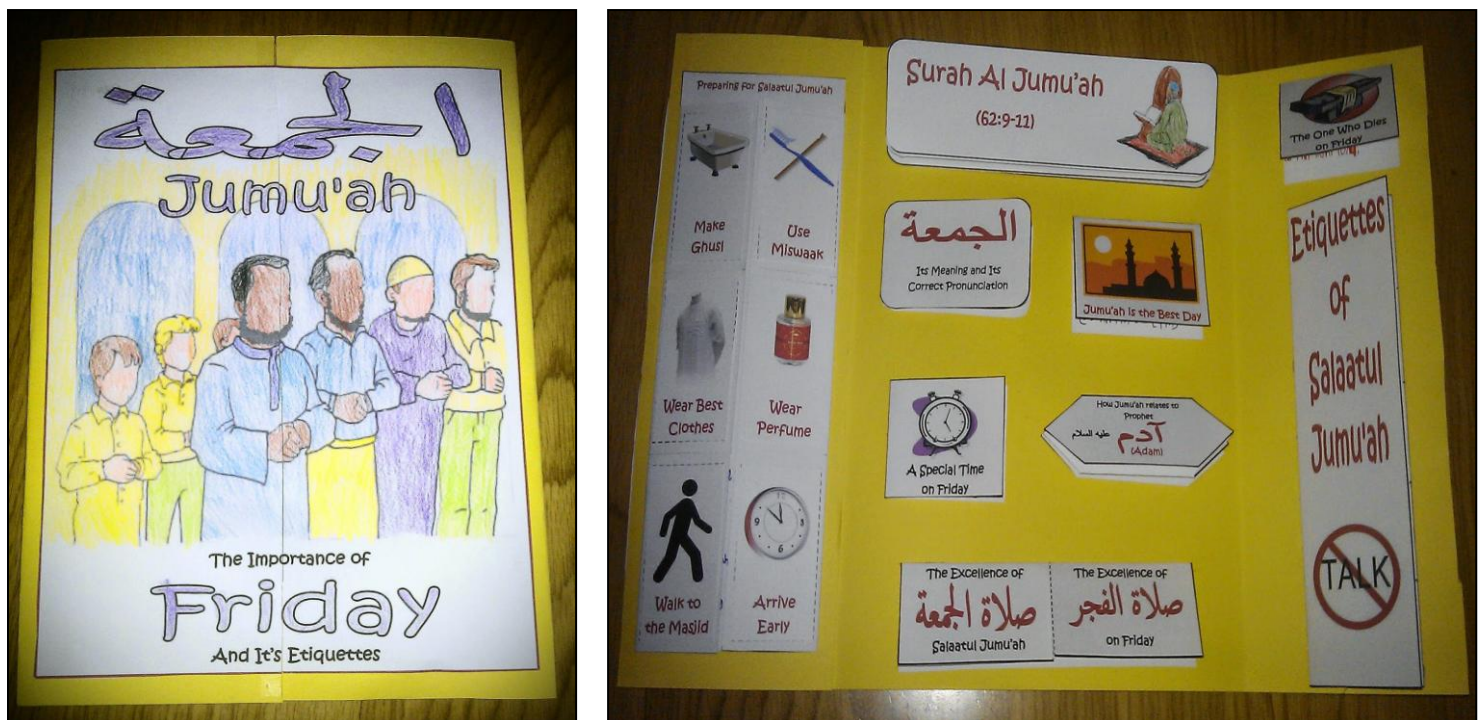 الجمعة
Jumu'ah
The Importance of
Friday
And It's Etiquettes
Preparing for Salaatul Jumu'ah
Make
Ghusl
Use
Miswaak
Wear Best
Clothes
Wear
Perfume
Walk to
the Masjid
Arrive
Early
Surah Al Jumu'ah
(62:9-11)
الجمعة
Its Meaning and Its
Correct Pronunciation
Jumu'ah is the Best Day
A Special Time
on Friday
How Jumu'ah relates to
Prophet
آدم عليه السلام
(Adam)
The Excellence of
صلاة الجمعة
Salaatul Jumu'ah
The Excellence of
صلاة الفجر
on Friday
The One Who Dies
on Friday
Etiquettes
of
Salaatul
Jumu'ah
TALK